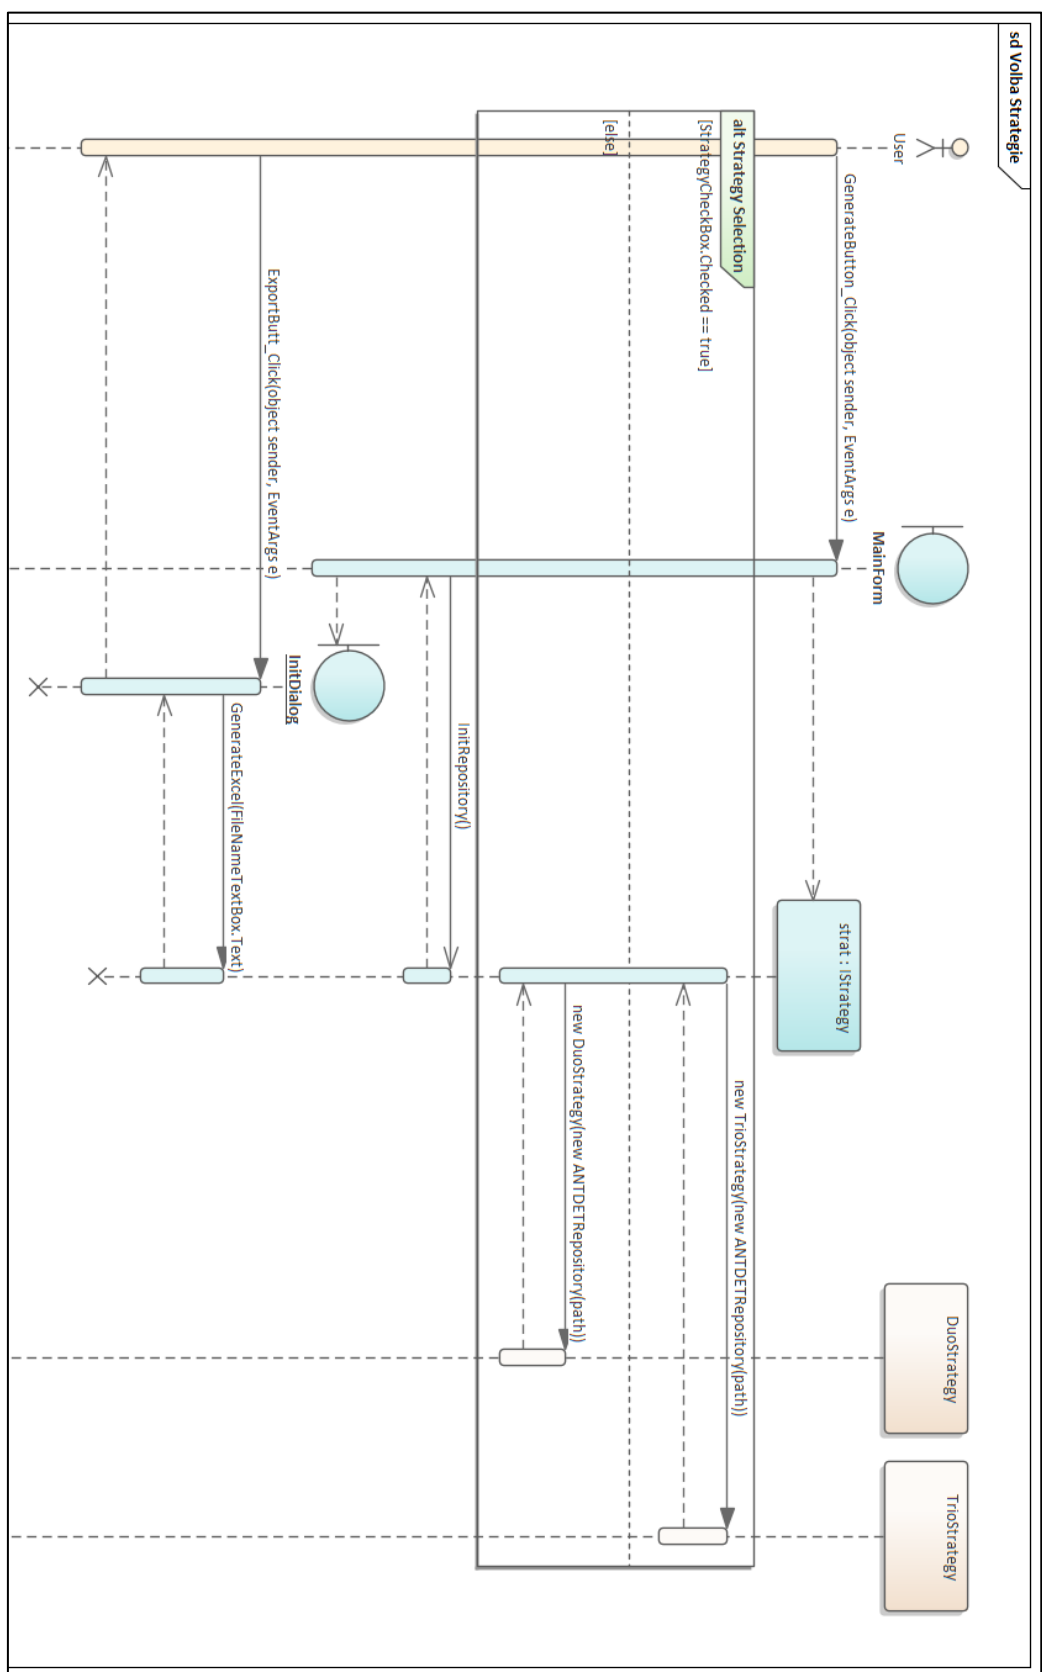 sd Volba Strategie
User
MainForm
DuoStrategy
TrioStrategy
GenerateButton_Click(object sender, EventArgs e)
strat : IStrategy
alt Strategy Selection
new TrioStrategy(new ANTDETRepository(path))
[StrategyCheckBox.Checked == true]
[else]
new DuoStrategy(new ANTDETRepository(path))
InitRepository()
InitDialog
ExportButt_Click(object sender, EventArgs e)
GenerateExcel(FileNameTextBox.Text)